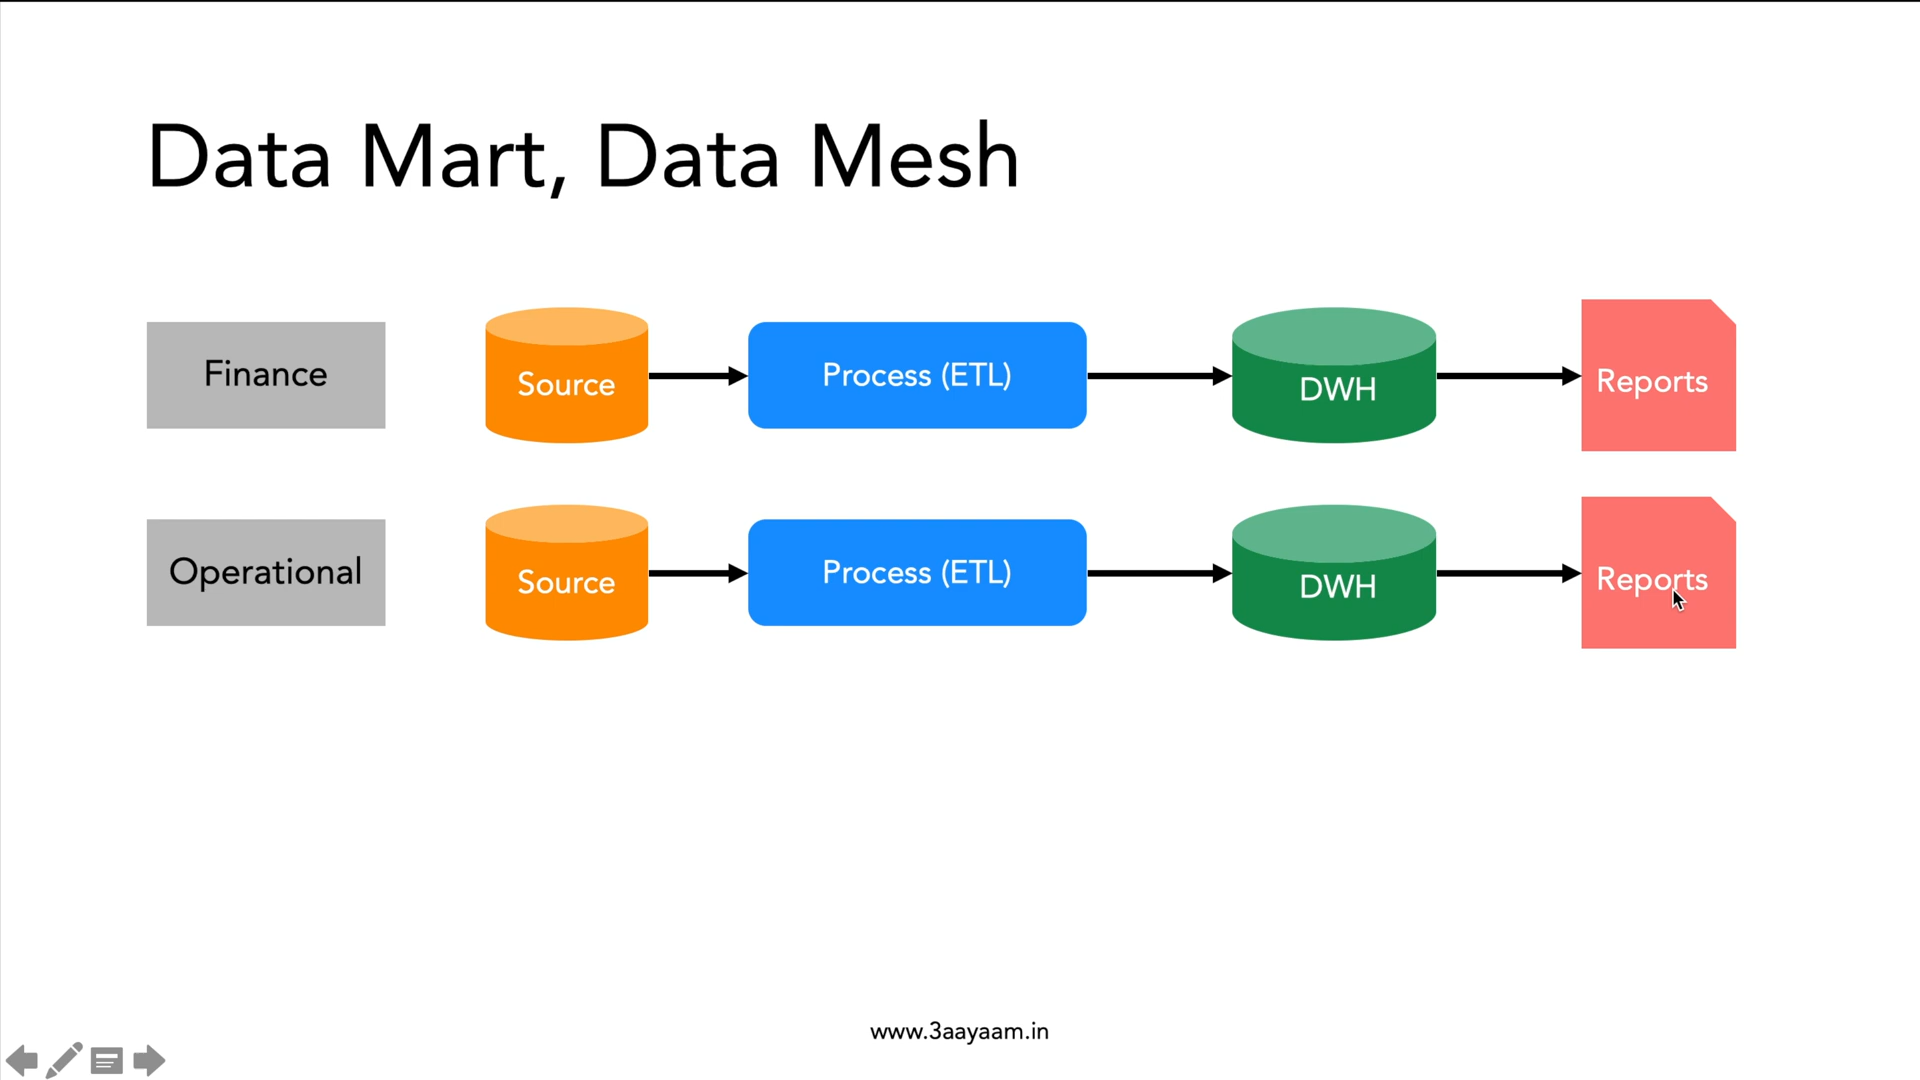 Data Mart, Data Mesh
Finance
Source
Process (ETL)
DWH
Reports
Operational
Source
Process (ETL)
DWH
Reports
www.3aayaam.in